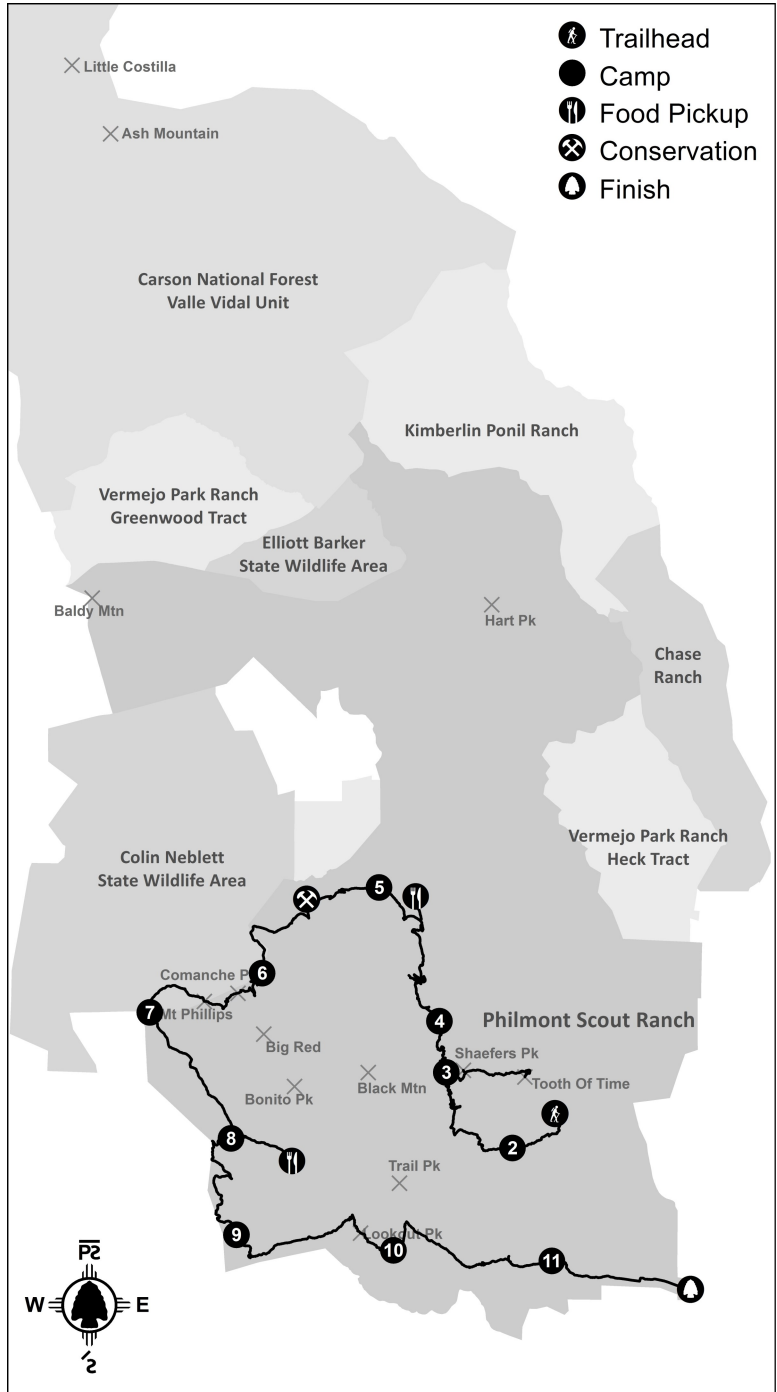 Little Costilla
Ash Mountain
Trailhead
Camp
Food Pickup
Conservation
Finish
Carson National Forest
Valle Vidal Unit
Kimberlin Ponil Ranch
Vermejo Park Ranch
Greenwood Tract
Elliott Barker
State Wildlife Area
Baldy Mtn
Hart Pk
Chase
Ranch
Vermejo Park Ranch
Heck Tract
Colin Neblett
State Wildlife Area
5
Comanche P
6
7
Mt Phillips
4
Philmont Scout Ranch
Big Red
Shaefers Pk
3
Black Mtn
Tooth Of Time
Bonito Pk
8
2
Trail Pk
9
Lookout Pk
10
11
W
E